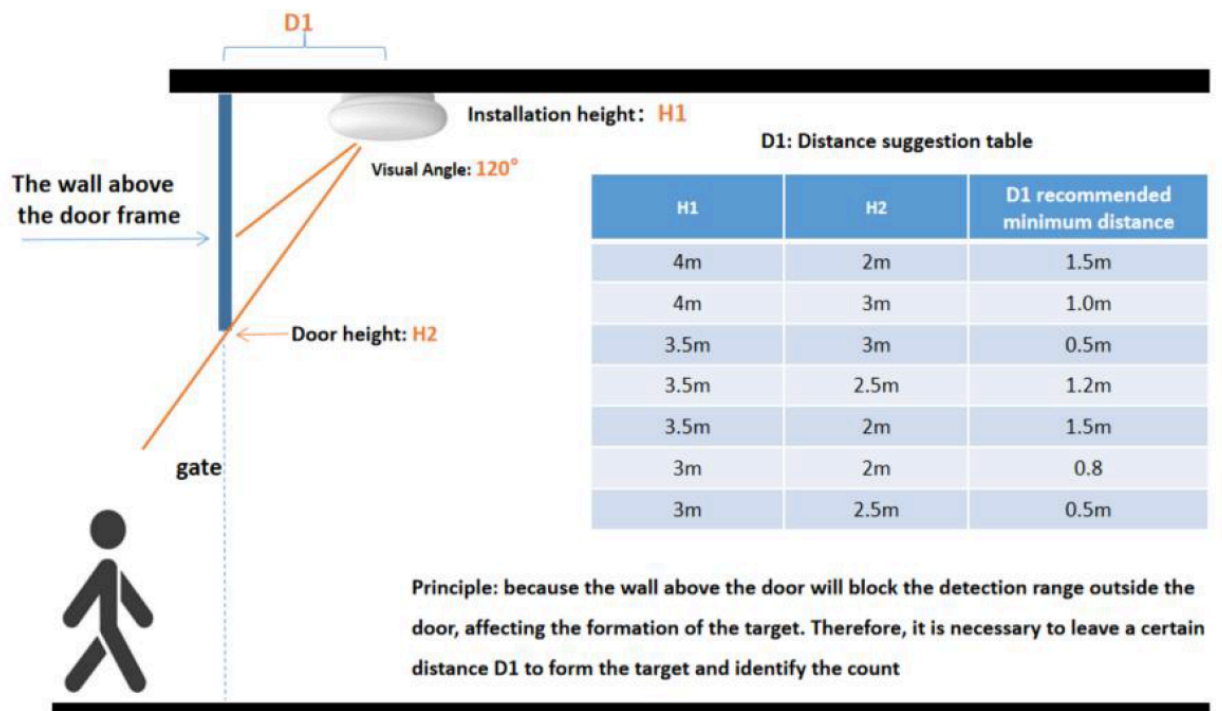 D1
Installation height: H1
Visual Angle: 120°
The wall above
the door frame
Door height: H2
gate
D1: Distance suggestion table
H1 H2 D1 recommended minimum distance
4m 2m 1.5m
4m 3m 1.0m
3.5m 3m 0.5m
3.5m 2.5m 1.2m
3.5m 2m 1.5m
3m 2m 0.8
3m 2.5m 0.5m
Principle: because the wall above the door will block the detection range outside the
door, affecting the formation of the target. Therefore, it is necessary to leave a certain
distance D1 to form the target and identify the count